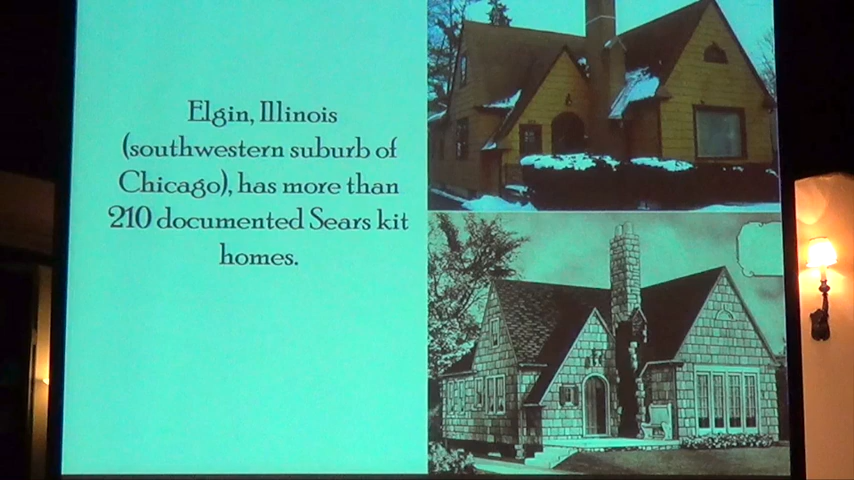 Elgin, Illinois
(southwestern suburb of
Chicago), has more than
210 documented Sears kit
homes.